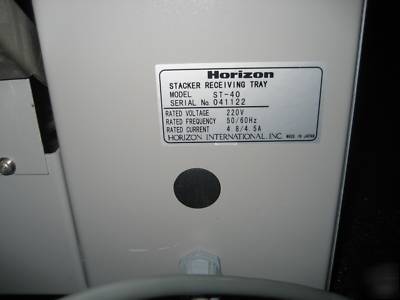 Horizon
STACKER RECEIVING TRAY
MODEL ST-40
SERIAL No. 041122
RATED VOLTAGE 220V
RATED FREQUENCY 50/60Hz
RATED CURRENT 4.8/4.5A
HORIZON INTERNATIONAL INC. MADE IN JAPAN